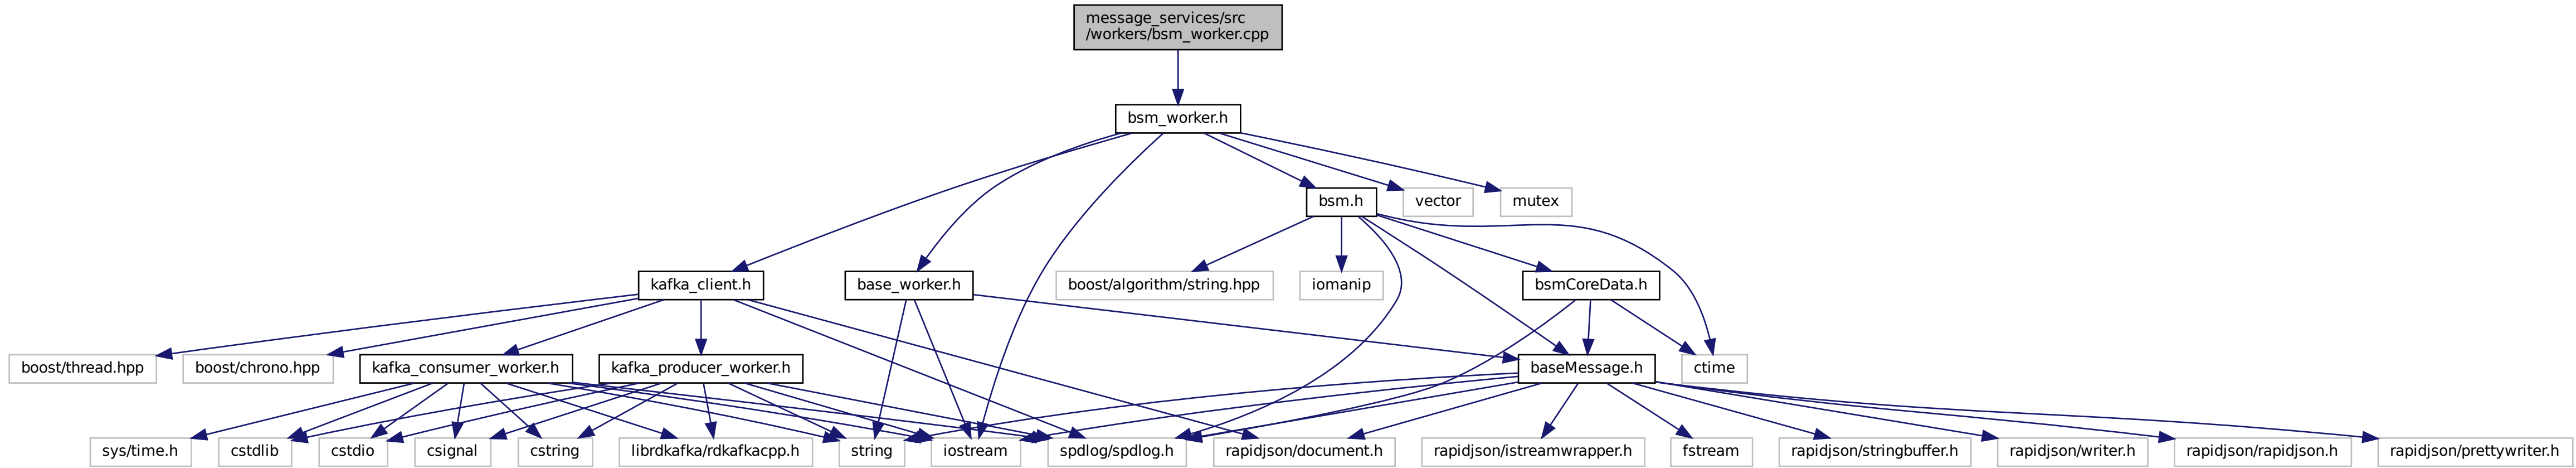 message_services/src
/workers/bsm_worker.cpp
bsm_worker.h
bsm.h
vector
mutex
kafka_client.h
base_worker.h
boost/algorithm/string.hpp
iomanip
bsmCoreData.h
boost/thread.hpp
boost/chrono.hpp
kafka_consumer_worker.h
kafka_producer_worker.h
baseMessage.h
ctime
sys/time.h
cstdlib
cstdio
csignal
cstring
librdkafka/rdkafkacpp.h
string
iostream
spdlog/spdlog.h
rapidjson/document.h
rapidjson/istreamwrapper.h
fstream
rapidjson/stringbuffer.h
rapidjson/writer.h
rapidjson/rapidjson.h
rapidjson/prettywriter.h